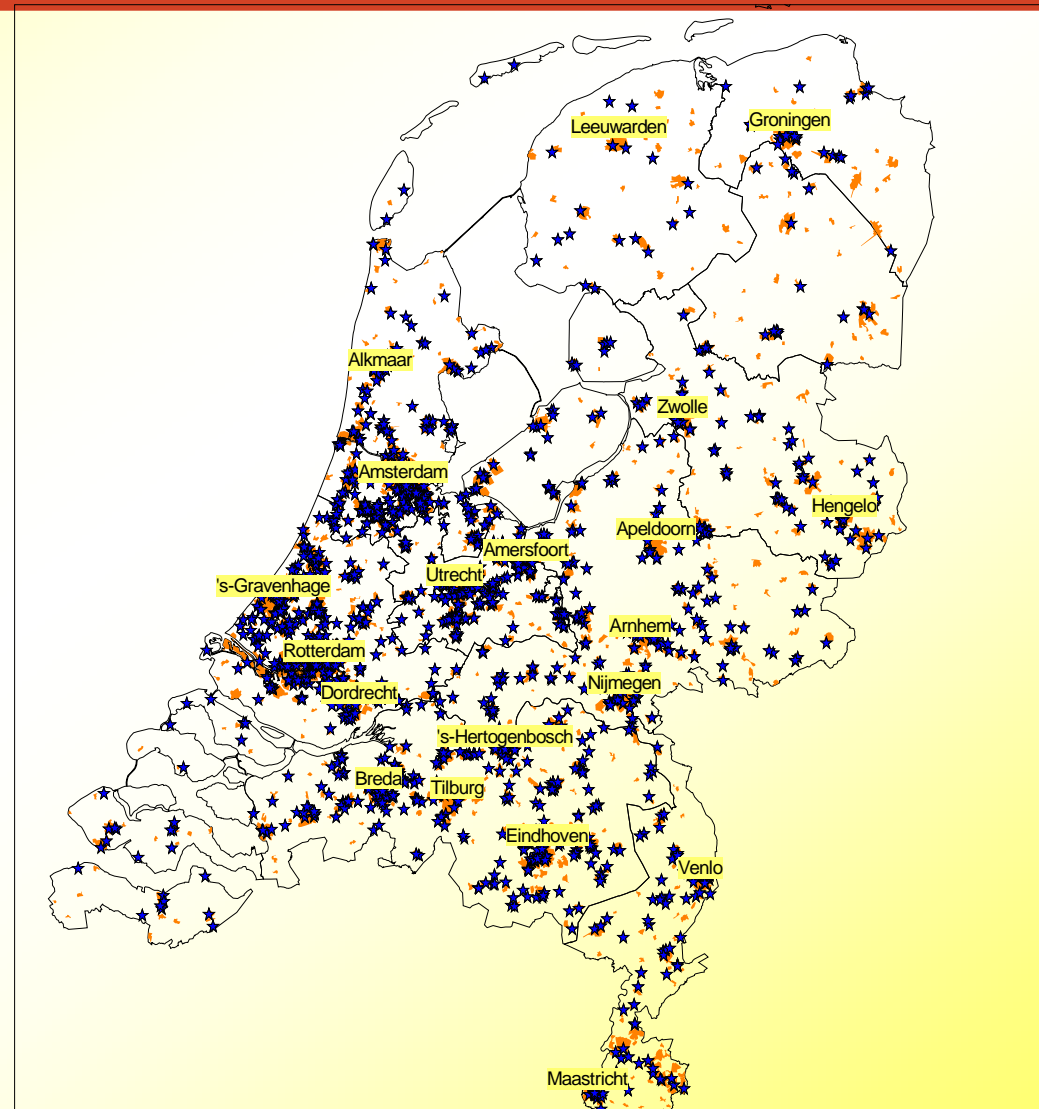 Leeuwarden
Groningen
Alkmaar
Zwolle
Amsterdam
Hengelo
Apeldoorn
Amersfoort
Utrecht
's-Gravenhage
Arnhem
Rotterdam
Nijmegen
Dordrecht
's-Hertogenbosch
Breda
Tilburg
Eindhoven
Venlo
Maastricht